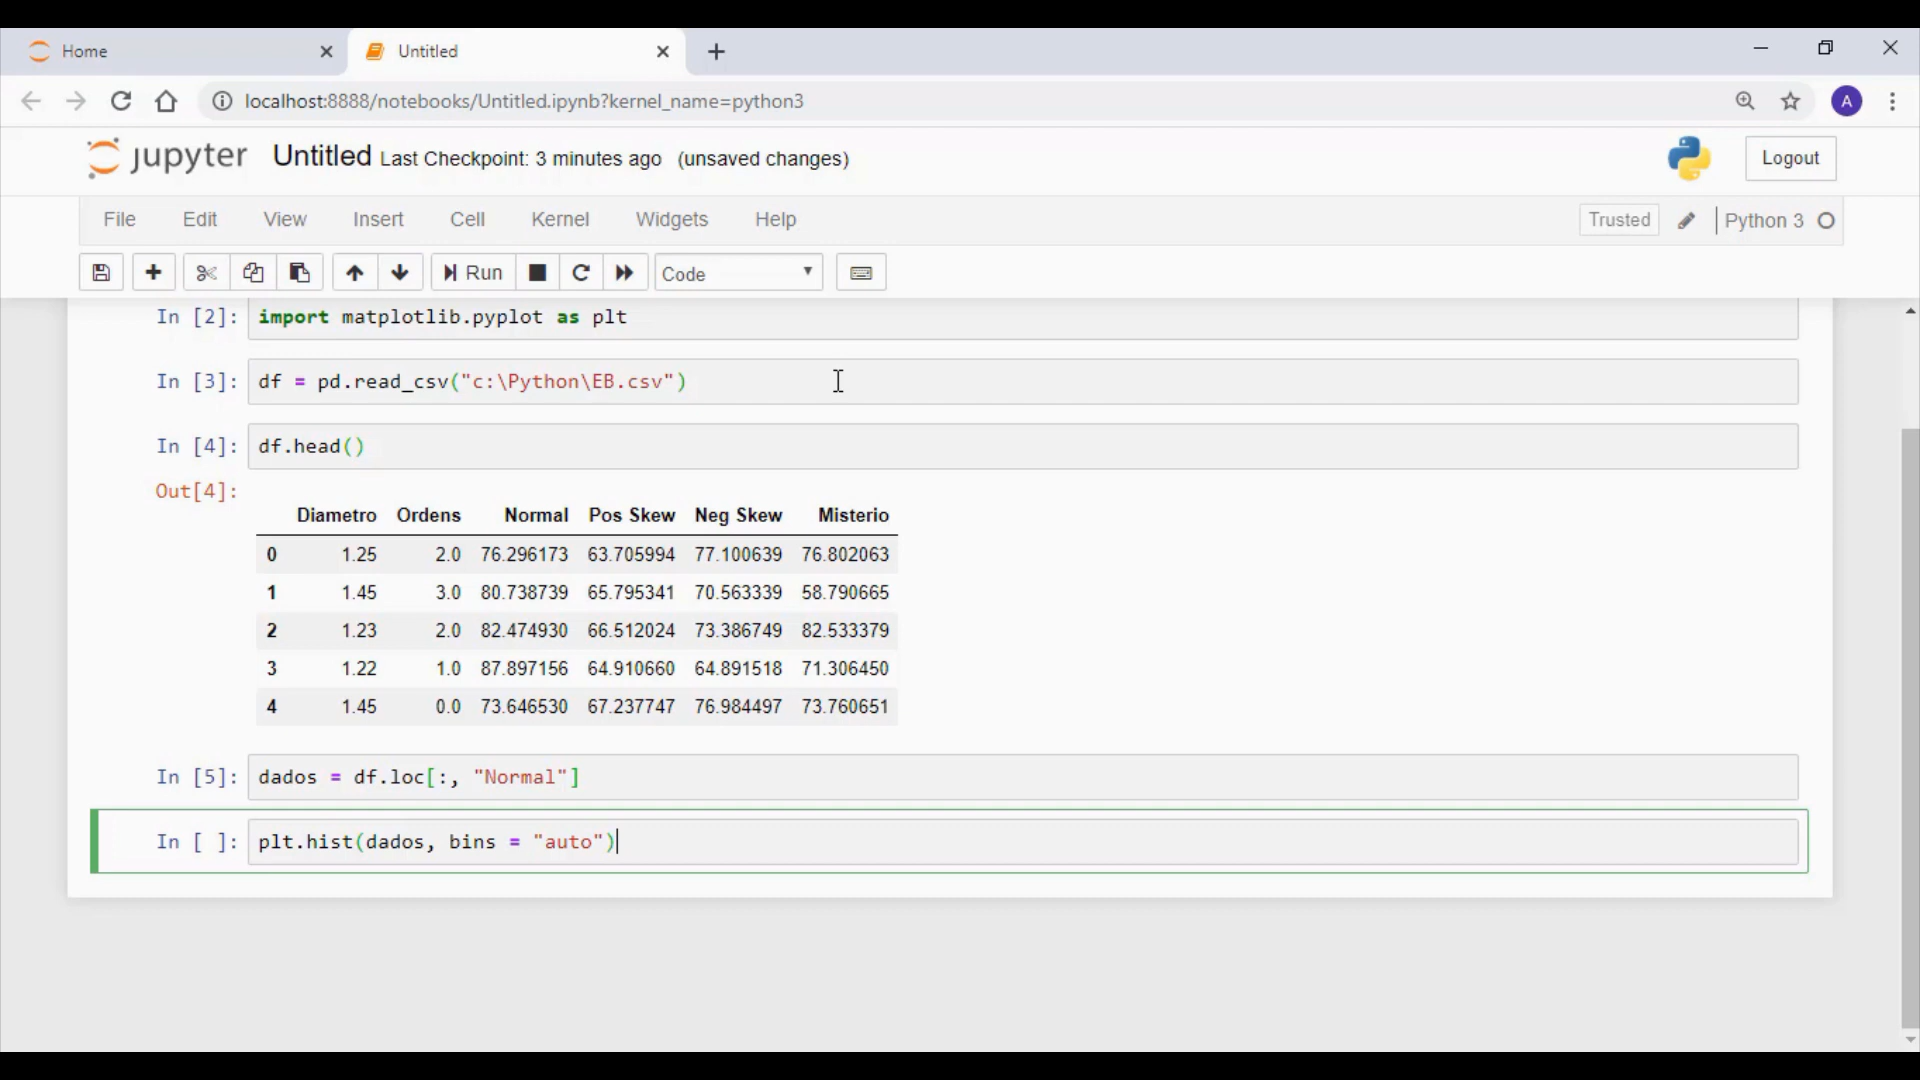 Home
Untitled
localhost:8888/notebooks/Untitled.ipynb?kernel_name=python3
A
jupyter Untitled Last Checkpoint: 3 minutes ago (unsaved changes)
Logout
File Edit View Insert Cell Kernel Widgets Help
Trusted
Python 3
Run
Code
In [2]: import matplotlib.pyplot as plt
In [3]: df = pd.read_csv("c:\Python\EB.csv")
In [4]: df.head()
Out[4]:
Diametro Ordens Normal Pos Skew Neg Skew Misterio
0 1.25 2.0 76.296173 63.705994 77.100639 76.802063
1 1.45 3.0 80.738739 65.795341 70.563339 58.790665
2 1.23 2.0 82.474930 66.512024 73.386749 82.533379
3 1.22 1.0 87.897156 64.910660 64.891518 71.306450
4 1.45 0.0 73.646530 67.237747 76.984497 73.760651
In [5]: dados = df.loc[:, "Normal"]
In [ ]: plt.hist(dados, bins = "auto")